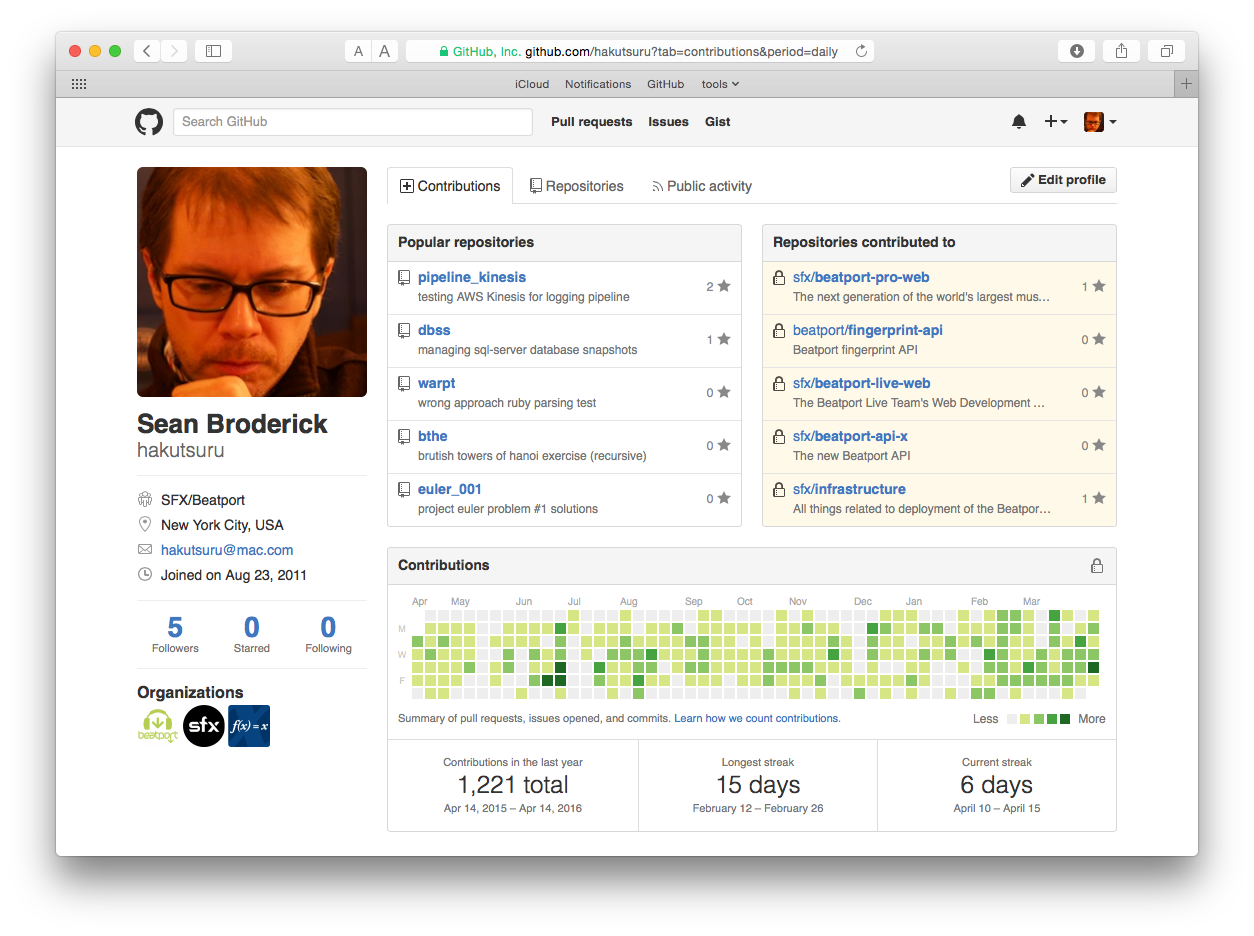 A A GitHub, Inc. github.com/hakutsuru?tab=contributions&period=daily
iCloud Notifications GitHub tools
Search GitHub Pull requests Issues Gist
Contributions Repositories Public activity Edit profile
Sean Broderick
hakutsuru
SFX/Beatport
New York City, USA
hakutsuru@mac.com
Joined on Aug 23, 2011
5 0 0
Followers Starred Following
Organizations
beatport sfx f(x) = x
Popular repositories
pipeline_kinesis
testing AWS Kinesis for logging pipeline
2
dbss
managing sql-server database snapshots
1
warpt
wrong approach ruby parsing test
0
bthe
brutish towers of hanoi exercise (recursive)
0
euler_001
project euler problem #1 solutions
0
Repositories contributed to
sfx/beatport-pro-web
The next generation of the world's largest mus…
1
beatport/fingerprint-api
Beatport fingerprint API
0
sfx/beatport-live-web
The Beatport Live Team's Web Development …
0
sfx/beatport-api-x
The new Beatport API
0
sfx/infrastructure
All things related to deployment of the Beatpor…
1
Contributions
Apr May Jun Jul Aug Sep Oct Nov Dec Jan Feb Mar
M
W
F
Summary of pull requests, issues opened, and commits. Learn how we count contributions. Less More
Contributions in the last year
1,221 total
Apr 14, 2015 – Apr 14, 2016
Longest streak
15 days
February 12 – February 26
Current streak
6 days
April 10 – April 15